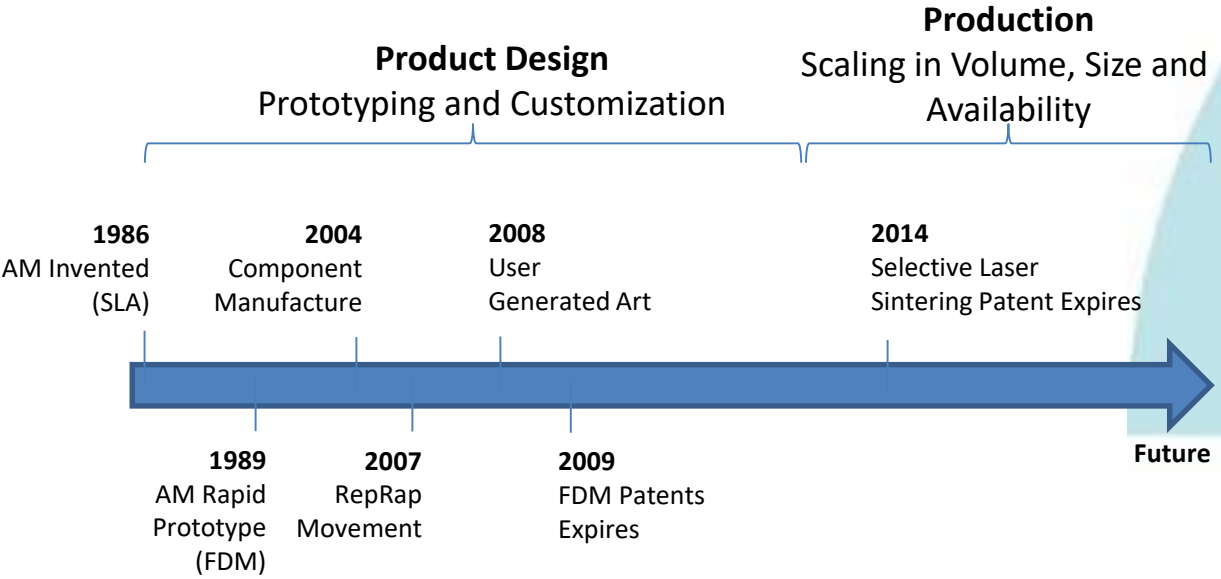 Product Design
Prototyping and Customization
Production
Scaling in Volume, Size and
Availability
1986
AM Invented
(SLA)
2004
Component
Manufacture
2008
User
Generated Art
2014
Selective Laser
Sintering Patent Expires
1989
AM Rapid
Prototype
(FDM)
2007
RepRap
Movement
2009
FDM Patents
Expires
Future